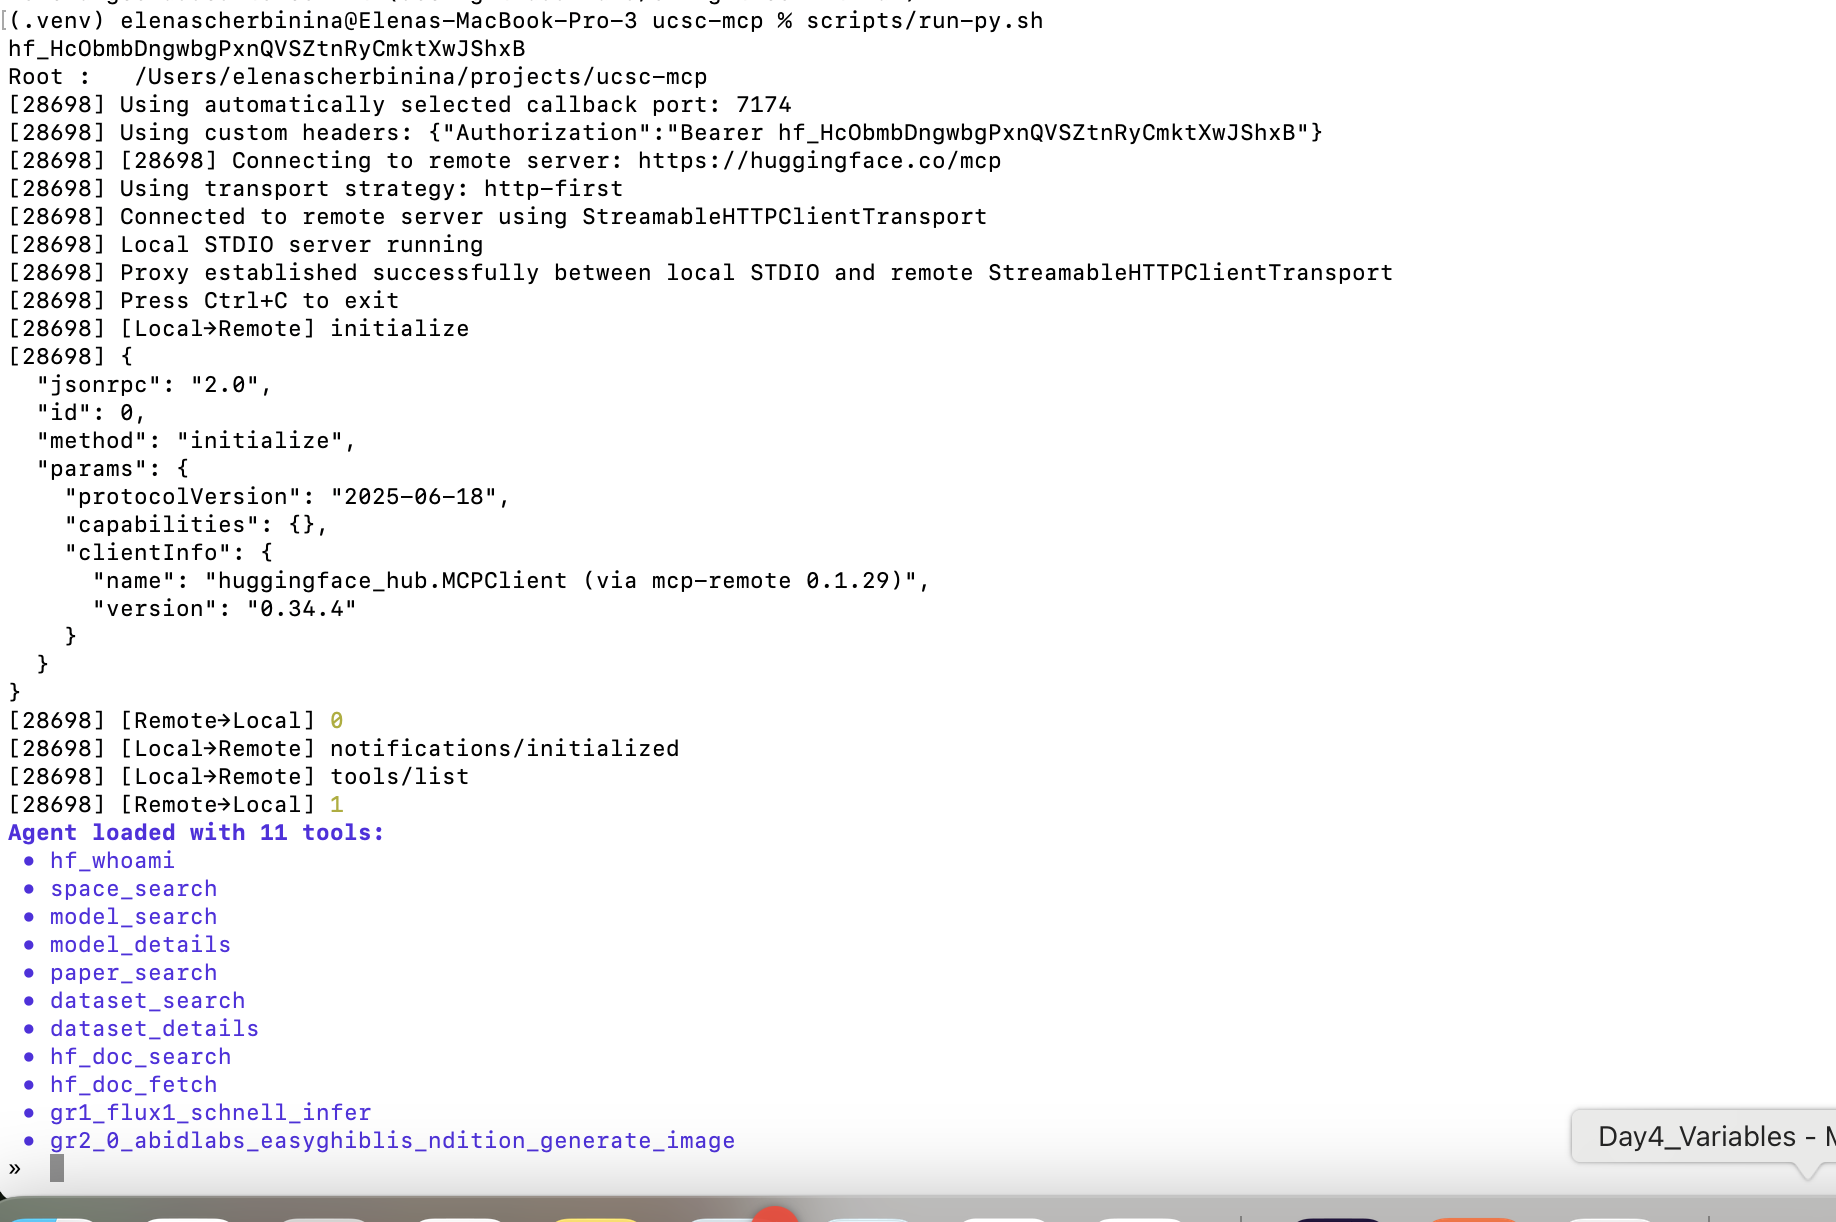 (.venv) elenascherbinina@Elenas-MacBook-Pro-3 ucsc-mcp % scripts/run-py.sh
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
Root :   /Users/elenascherbinina/projects/ucsc-mcp
[28698] Using automatically selected callback port: 7174
[28698] Using custom headers: {"Authorization":"Bearer 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"}
[28698] [28698] Connecting to remote server: https://huggingface.co/mcp
[28698] Using transport strategy: http-first
[28698] Connected to remote server using StreamableHTTPClientTransport
[28698] Local STDIO server running
[28698] Proxy established successfully between local STDIO and remote StreamableHTTPClientTransport
[28698] Press Ctrl+C to exit
[28698] [Local→Remote] initialize
[28698] {
  "jsonrpc": "2.0",
  "id": 0,
  "method": "initialize",
  "params": {
    "protocolVersion": "2025-06-18",
    "capabilities": {},
    "clientInfo": {
      "name": "huggingface_hub.MCPClient (via mcp-remote 0.1.29)",
      "version": "0.34.4"
    }
  }
}
[28698] [Remote→Local] 0
[28698] [Local→Remote] notifications/initialized
[28698] [Local→Remote] tools/list
[28698] [Remote→Local] 1
Agent loaded with 11 tools:
 • hf_whoami
 • space_search
 • model_search
 • model_details
 • paper_search
 • dataset_search
 • dataset_details
 • hf_doc_search
 • hf_doc_fetch
 • gr1_flux1_schnell_infer
 • gr2_0_abidlabs_easyghiblis_ndition_generate_image
»
Day4_Variables -